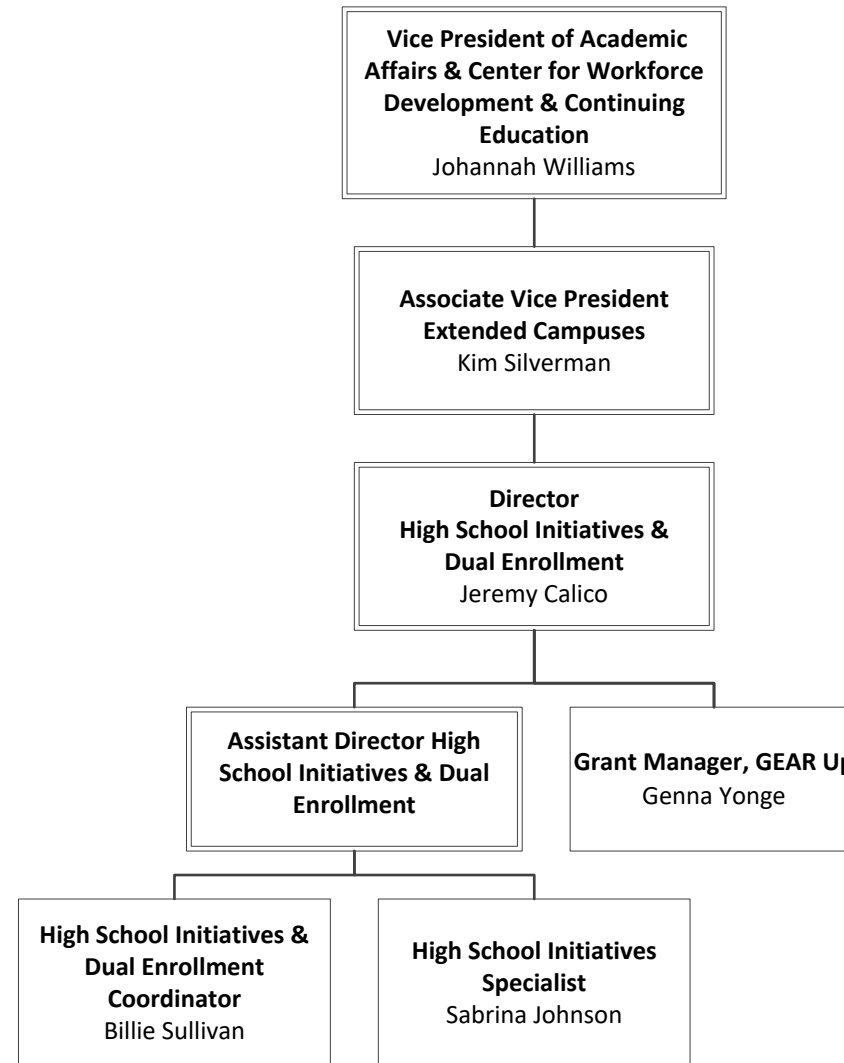 Vice President of Academic
Affairs & Center for Workforce
Development & Continuing
Education
Johannah Williams
Associate Vice President
Extended Campuses
Kim Silverman
Director
High School Initiatives &
Dual Enrollment
Jeremy Calico
Assistant Director High
School Initiatives & Dual
Enrollment
Grant Manager, GEAR Up
Genna Yonge
High School Initiatives &
Dual Enrollment
Coordinator
Billie Sullivan
High School Initiatives
Specialist
Sabrina Johnson